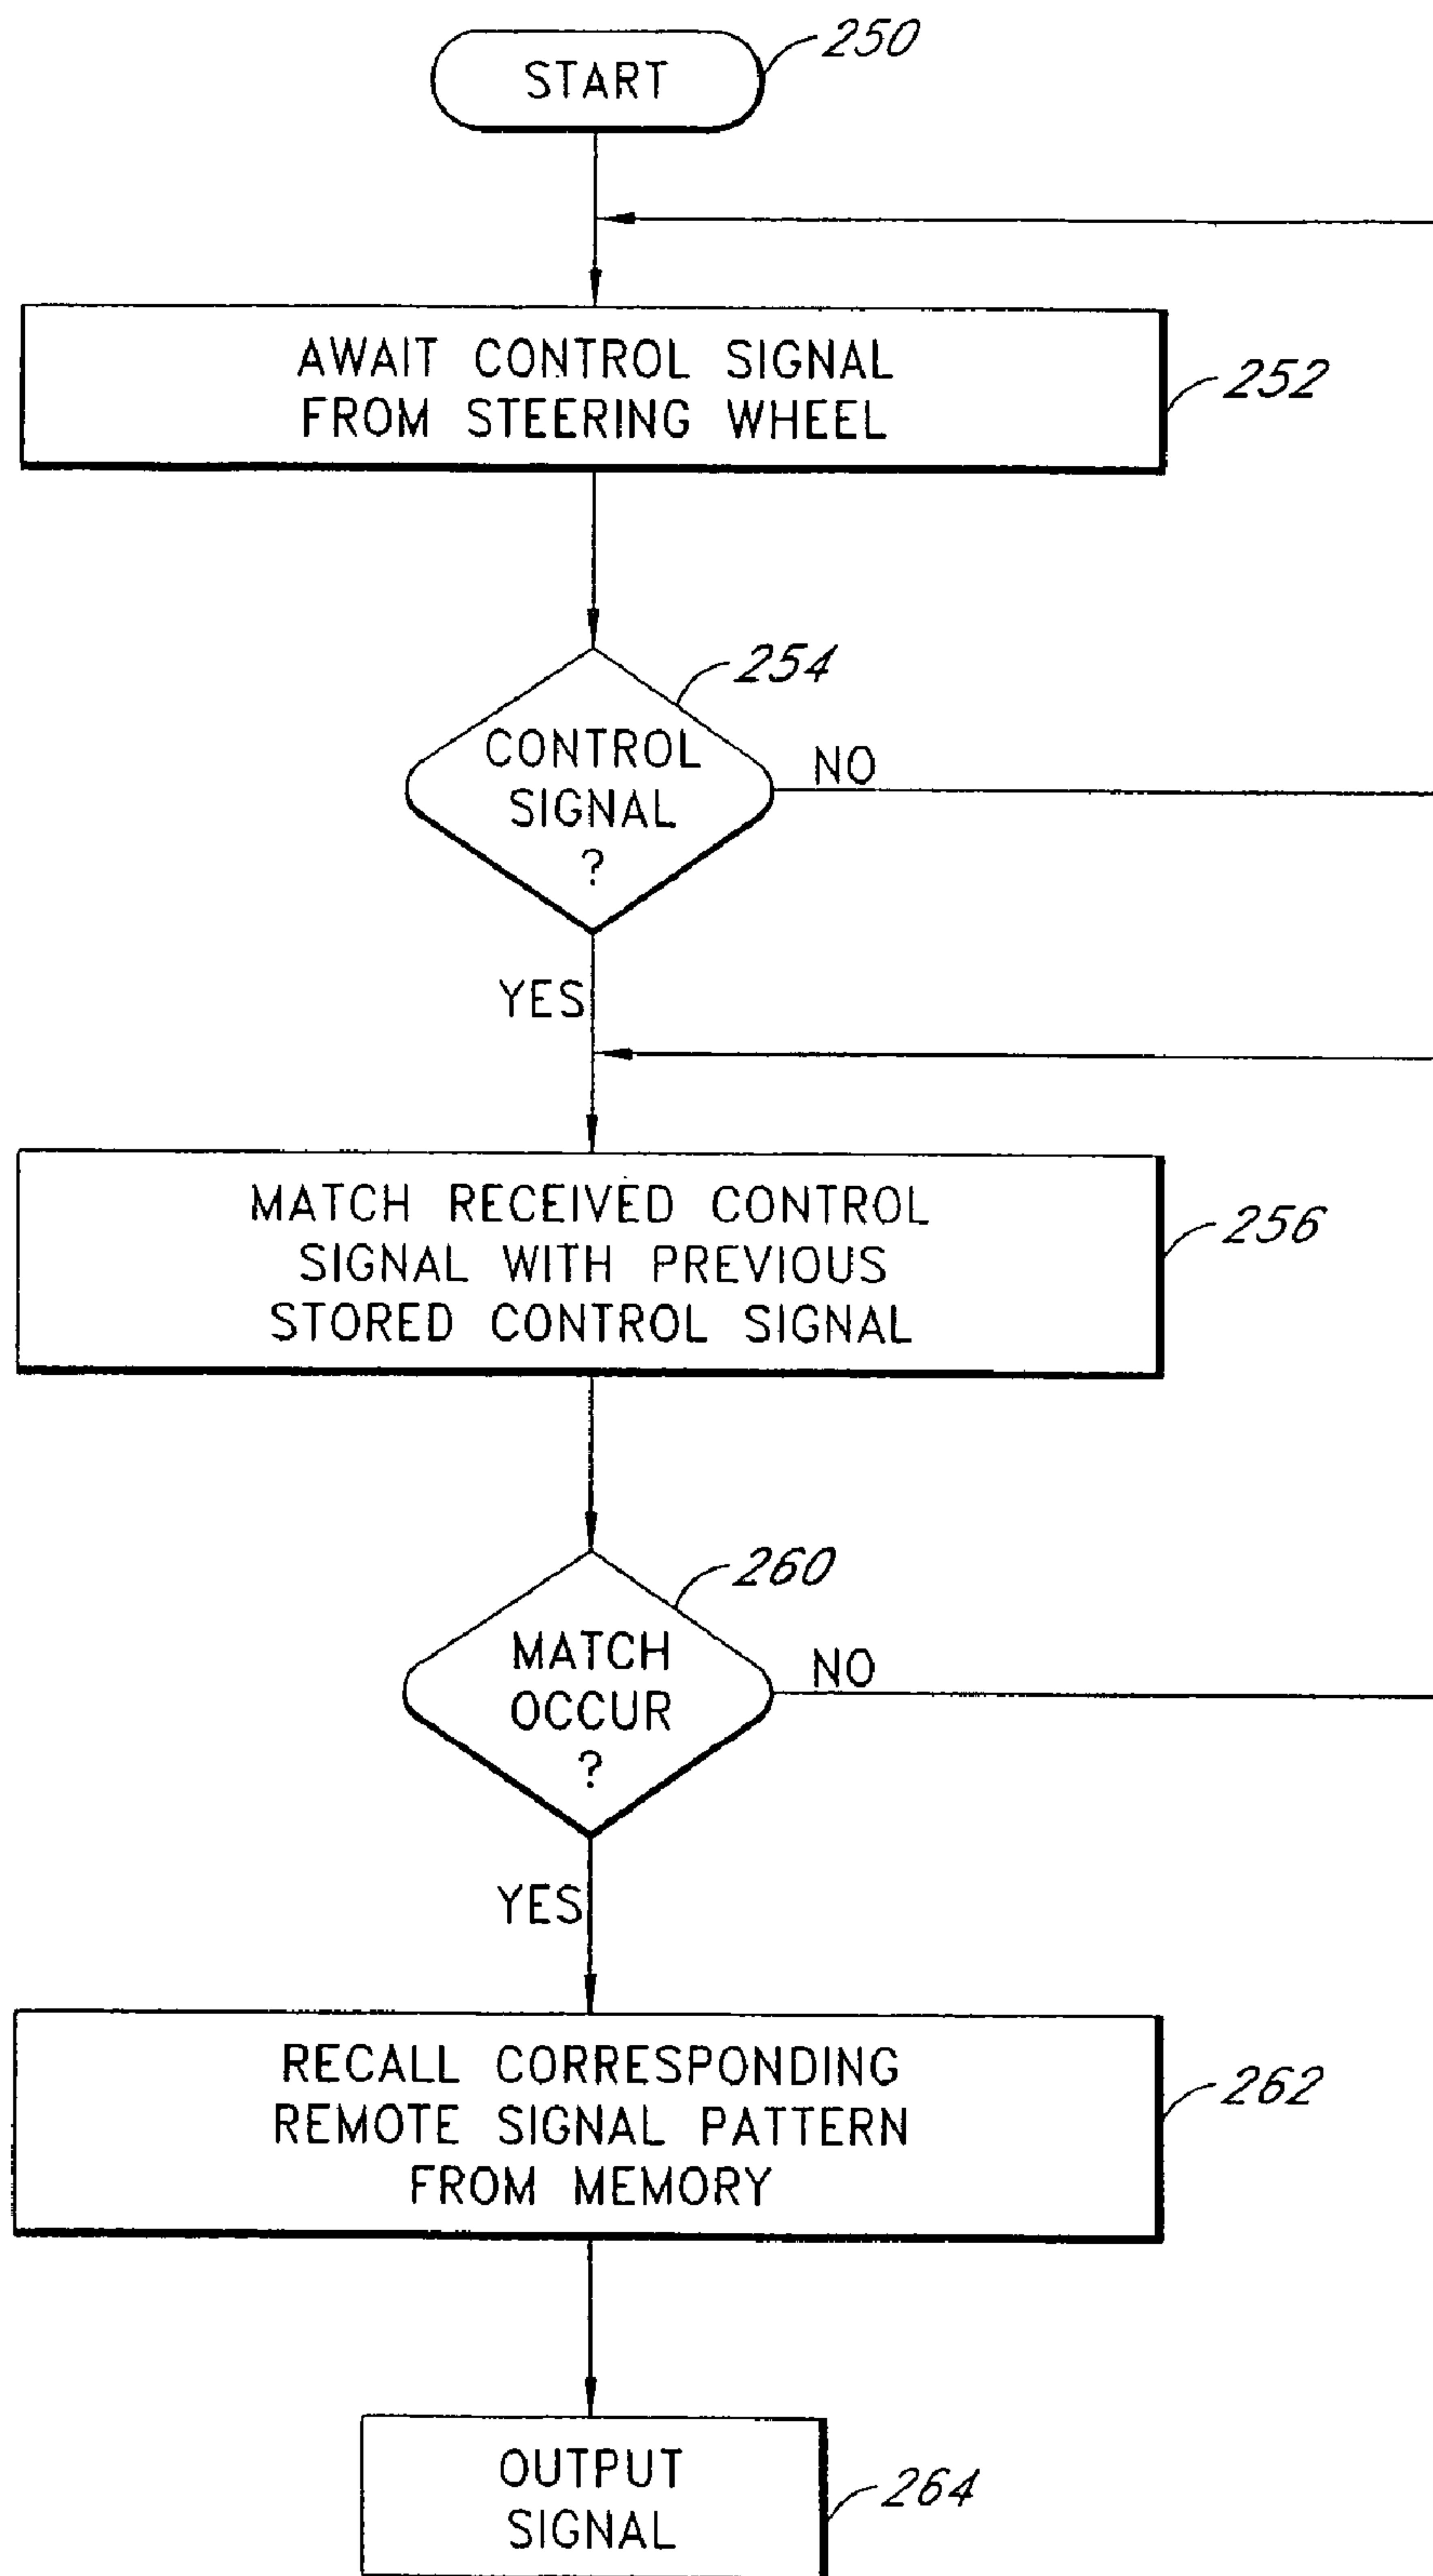 START
250
AWAIT CONTROL SIGNAL
FROM STEERING WHEEL
252
254
CONTROL
SIGNAL
?
NO
YES
MATCH RECEIVED CONTROL
SIGNAL WITH PREVIOUS
STORED CONTROL SIGNAL
256
260
MATCH
OCCUR
?
NO
YES
RECALL CORRESPONDING
REMOTE SIGNAL PATTERN
FROM MEMORY
262
OUTPUT
SIGNAL
264